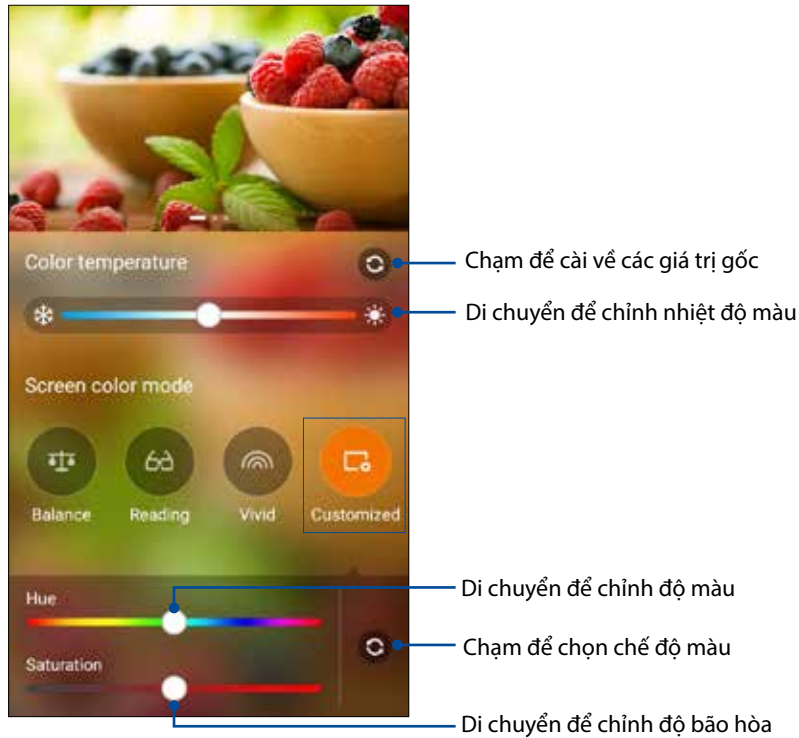 Color temperature
Chạm để cài về các giá trị gốc
Di chuyển để chỉnh nhiệt độ màu
Screen color mode
Balance Reading Vivid Customized
Di chuyển để chỉnh độ màu
Hue
Chạm để chọn chế độ màu
Saturation
Di chuyển để chỉnh độ bão hòa